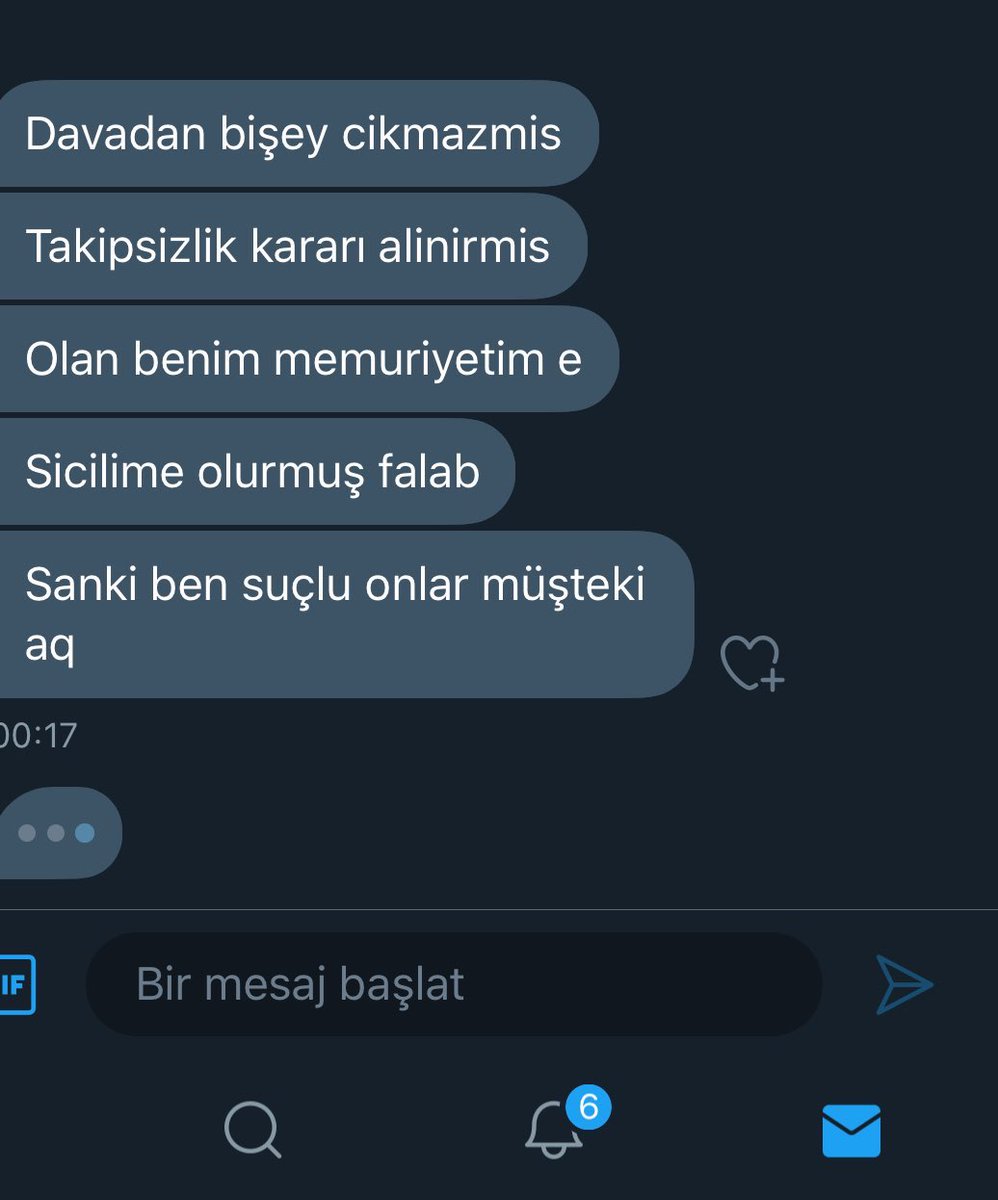 Davadan bişey cikmazmis
Takipsizlik kararı alinirmis
Olan benim memuriyetim e
Sicilime olurmuş falab
Sanki ben suçlu onlar müşteki
aq
00:17
IF
Bir mesaj başlat
6